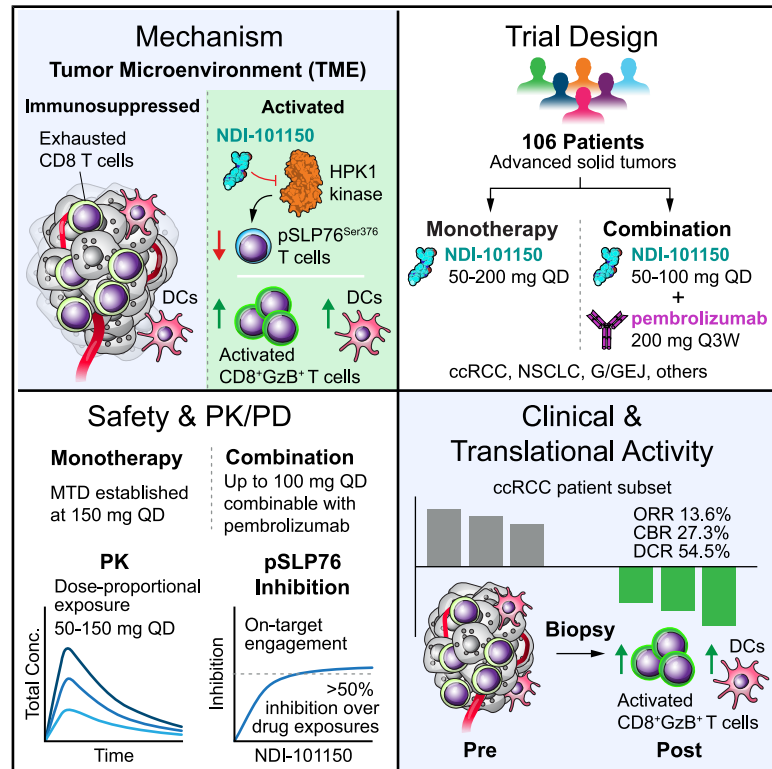 Mechanism
Tumor Microenvironment (TME)
Immunosuppressed
Exhausted
CD8 T cells
DCs
Activated
NDI-101150
HPK1
kinase
pSLP76Ser376
T cells
DCs
Activated
CD8+GzB+ T cells
Trial Design
106 Patients
Advanced solid tumors
Monotherapy
NDI-101150
50-200 mg QD
Combination
NDI-101150
50-100 mg QD
+
pembrolizumab
200 mg Q3W
ccRCC, NSCLC, G/GEJ, others
Safety & PK/PD
Monotherapy
MTD established
at 150 mg QD
Combination
Up to 100 mg QD
combinable with
pembrolizumab
PK
Dose-proportional
exposure
50-150 mg QD
Total Conc.
Time
pSLP76
Inhibition
On-target
engagement
>50%
inhibition over
drug exposures
Inhibition
NDI-101150
Clinical &
Translational Activity
ccRCC patient subset
ORR 13.6%
CBR 27.3%
DCR 54.5%
Biopsy
DCs
Activated
CD8+GzB+ T cells
Pre
Post